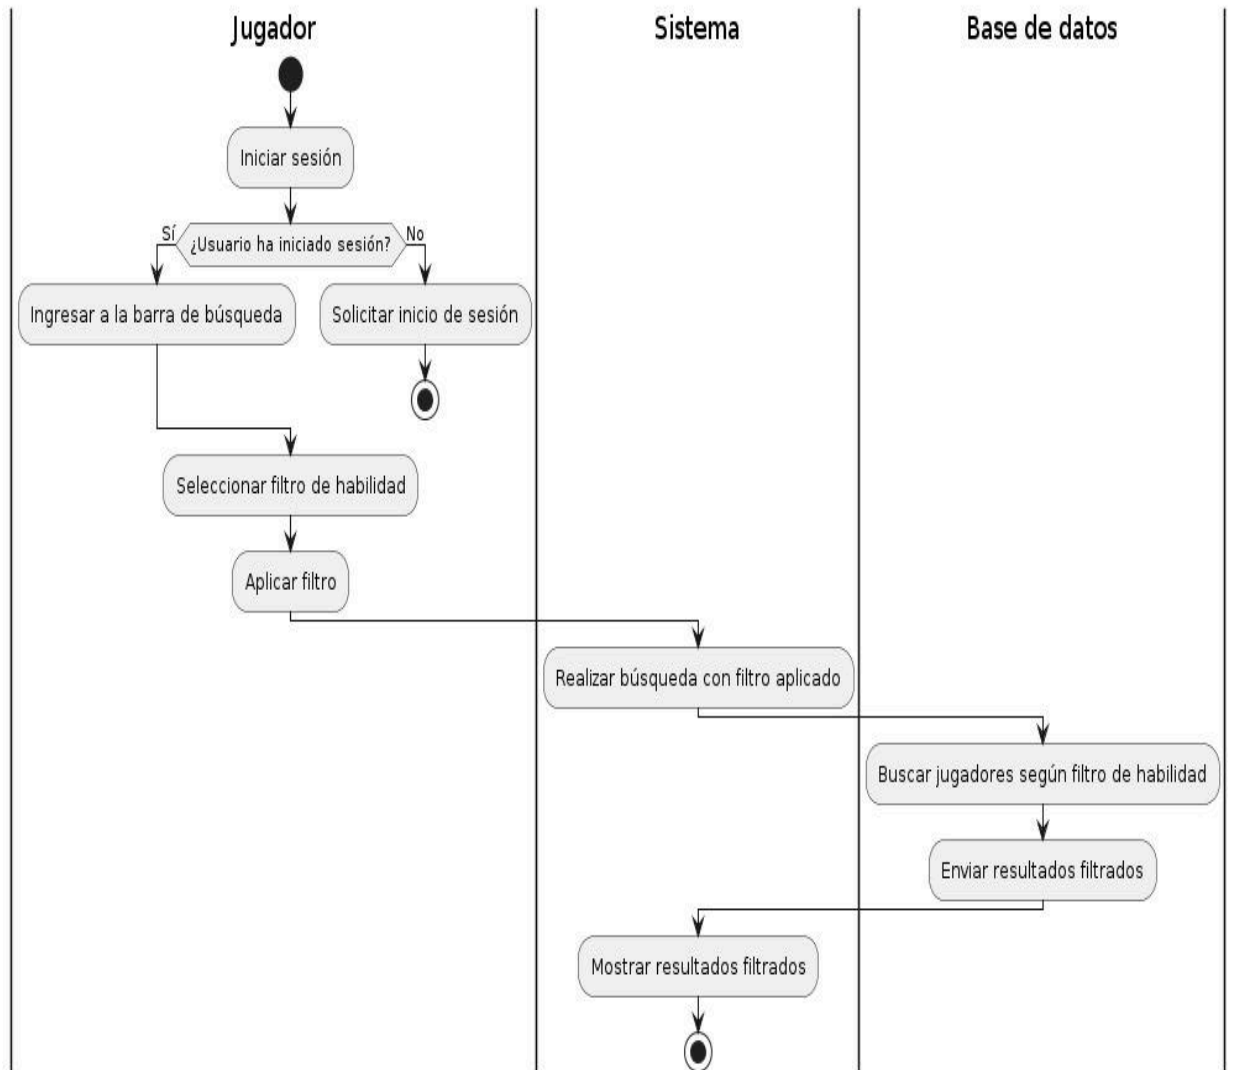 Jugador
Sistema
Base de datos
Iniciar sesión
¿Usuario ha iniciado sesión?
Sí
No
Ingresar a la barra de búsqueda
Solicitar inicio de sesión
Seleccionar filtro de habilidad
Aplicar filtro
Realizar búsqueda con filtro aplicado
Buscar jugadores según filtro de habilidad
Enviar resultados filtrados
Mostrar resultados filtrados